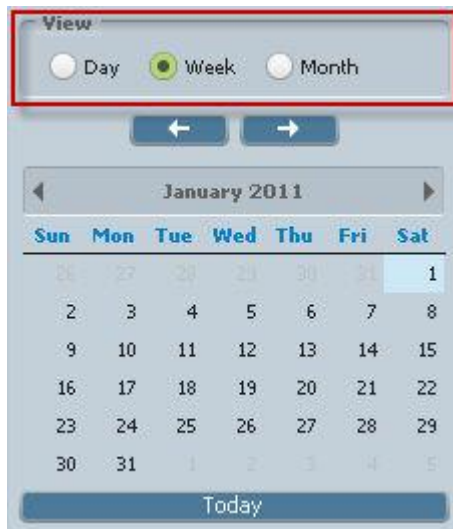 View
Day Week Month
January 2011
Sun Mon Tue Wed Thu Fri Sat
26 27 28 29 30 31 1
2 3 4 5 6 7 8
9 10 11 12 13 14 15
16 17 18 19 20 21 22
23 24 25 26 27 28 29
30 31 1 2 3 4 5
Today